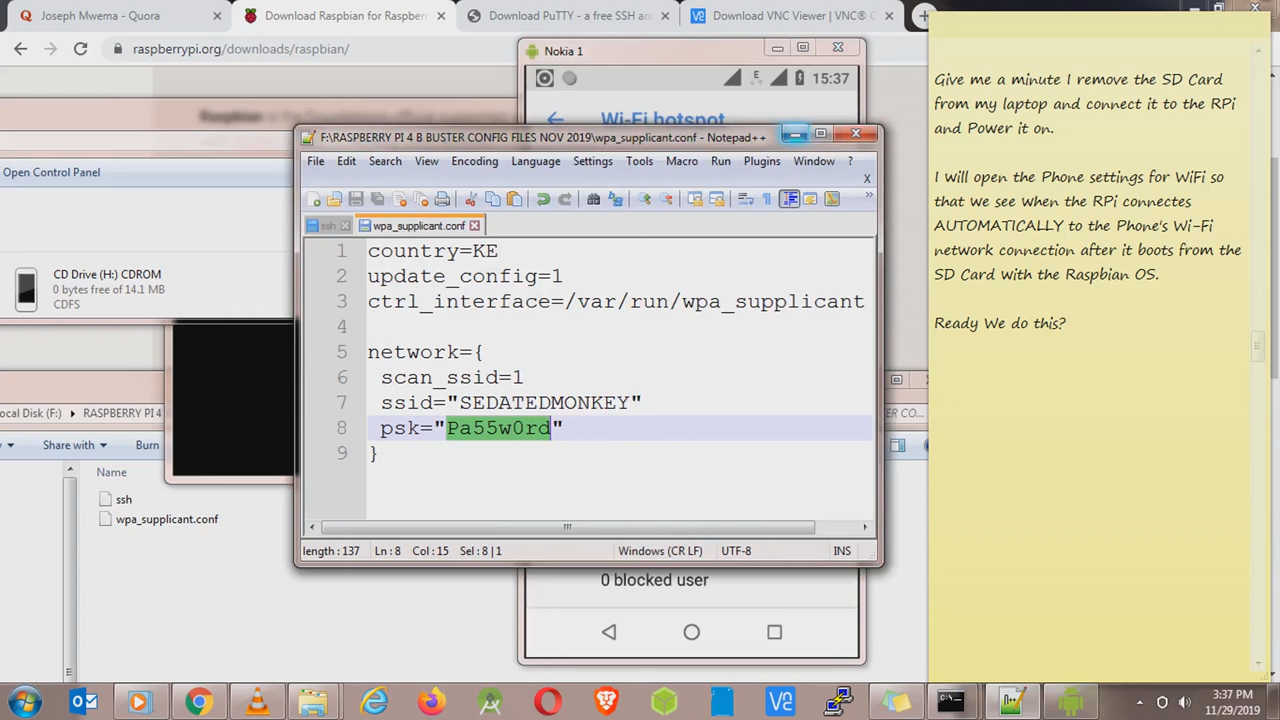 Joseph Mwema - Quora
Download Raspbian for Raspber
Download PuTTY - a free SSH an
Download VNC Viewer | VNC® C
raspberrypi.org/downloads/raspbian/
Nokia 1
15:37
Wi-Fi hotspot
Open Control Panel
CD Drive (H:) CDROM
0 bytes free of 14.1 MB
CDFS
ocal Disk (F:)
RASPBERRY PI 4
ER CO...
Share with
Burn
ssh
wpa_supplicant.conf
F:\RASPBERRY PI 4 B BUSTER CONFIG FILES NOV 2019\wpa_supplicant.conf - Notepad++
File Edit Search View Encoding Language Settings Tools Macro Run Plugins Window ?
X
ssh
wpa_supplicant.conf
1 country=KE
2 update_config=1
3 ctrl_interface=/var/run/wpa_supplicant
4
5 network={
6 scan_ssid=1
7 ssid="SEDATEDMONKEY"
8 psk="Pa55w0rd"
9 }
length : 137 Ln : 8 Col : 15 Sel : 8 | 1 Windows (CR LF) UTF-8 INS
0 blocked user
Give me a minute I remove the SD Card
from my laptop and connect it to the RPi
and Power it on.
I will open the Phone settings for WiFi so
that we see when the RPi connectes
AUTOMATICALLY to the Phone's Wi-Fi
network connection after it boots from the
SD Card with the Raspbian OS.
Ready We do this?
3:37 PM
11/29/2019